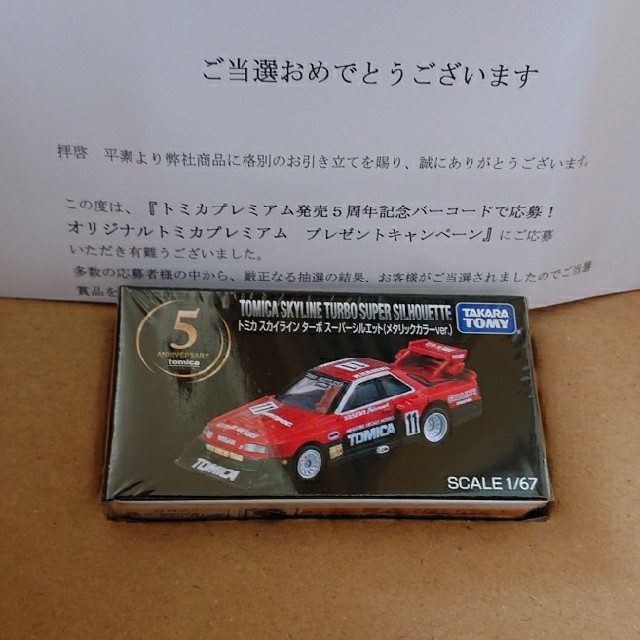 ご当選おめでとうございます
拝啓　平素より弊社商品に格別のお引き立てを賜り、誠にありがとうございます。
この度は、『トミカプレミアム発売５周年記念バーコードで応募！
オリジナルトミカプレミアム　プレゼントキャンペーン』にご応募
いただき有難うございました。
多数の応募者様の中から、厳正なる抽選の結果、お客様がご当選されましたのでご当選
賞品を
5
ANNIVERSARY
tomica
TOMICA SKYLINE TURBO SUPER SILHOUETTE
トミカ スカイライン ターボ スーパーシルエット(メタリックカラーver.)
TAKARA
TOMY
11
11
TOMICA
11
TOMICA
SCALE 1/67